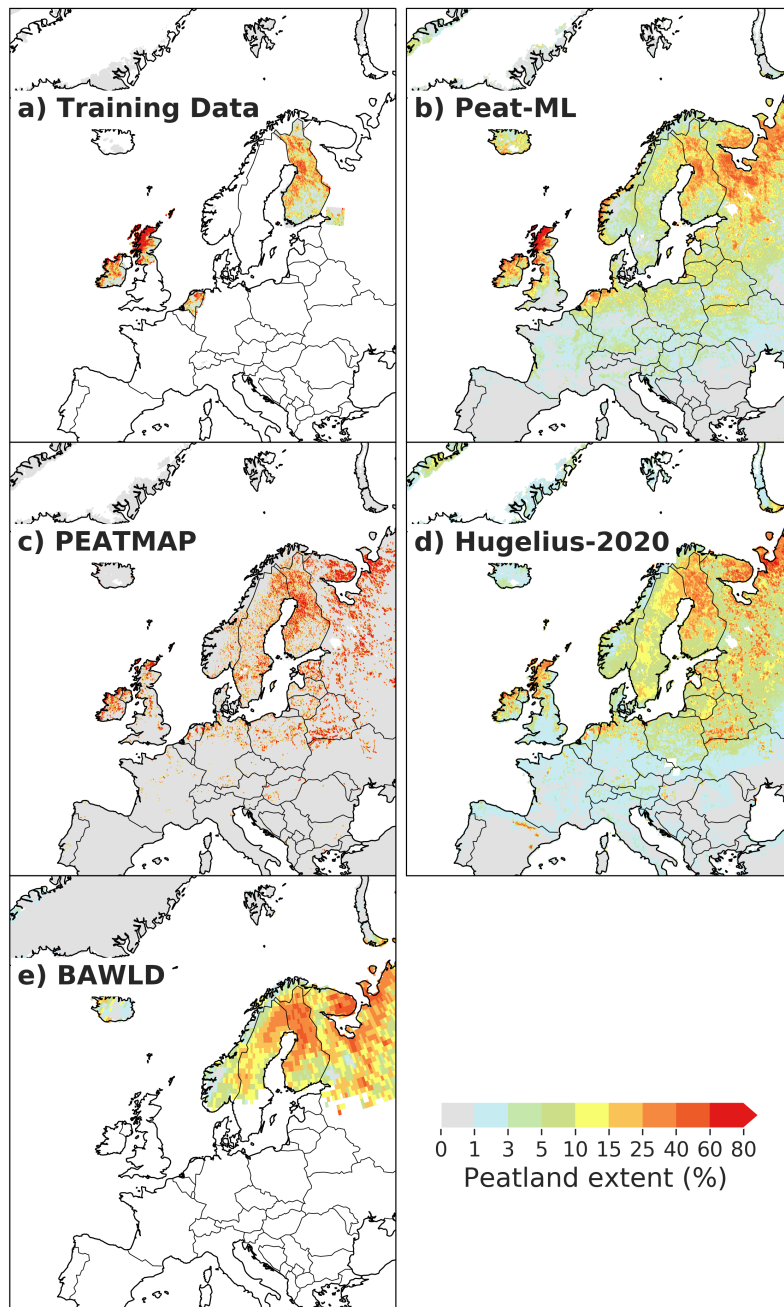 a) Training Data
b) Peat-ML
c) PEATMAP
d) Hugelius-2020
e) BAWLD
0 1 3 5 10 15 25 40 60 80
Peatland extent (%)